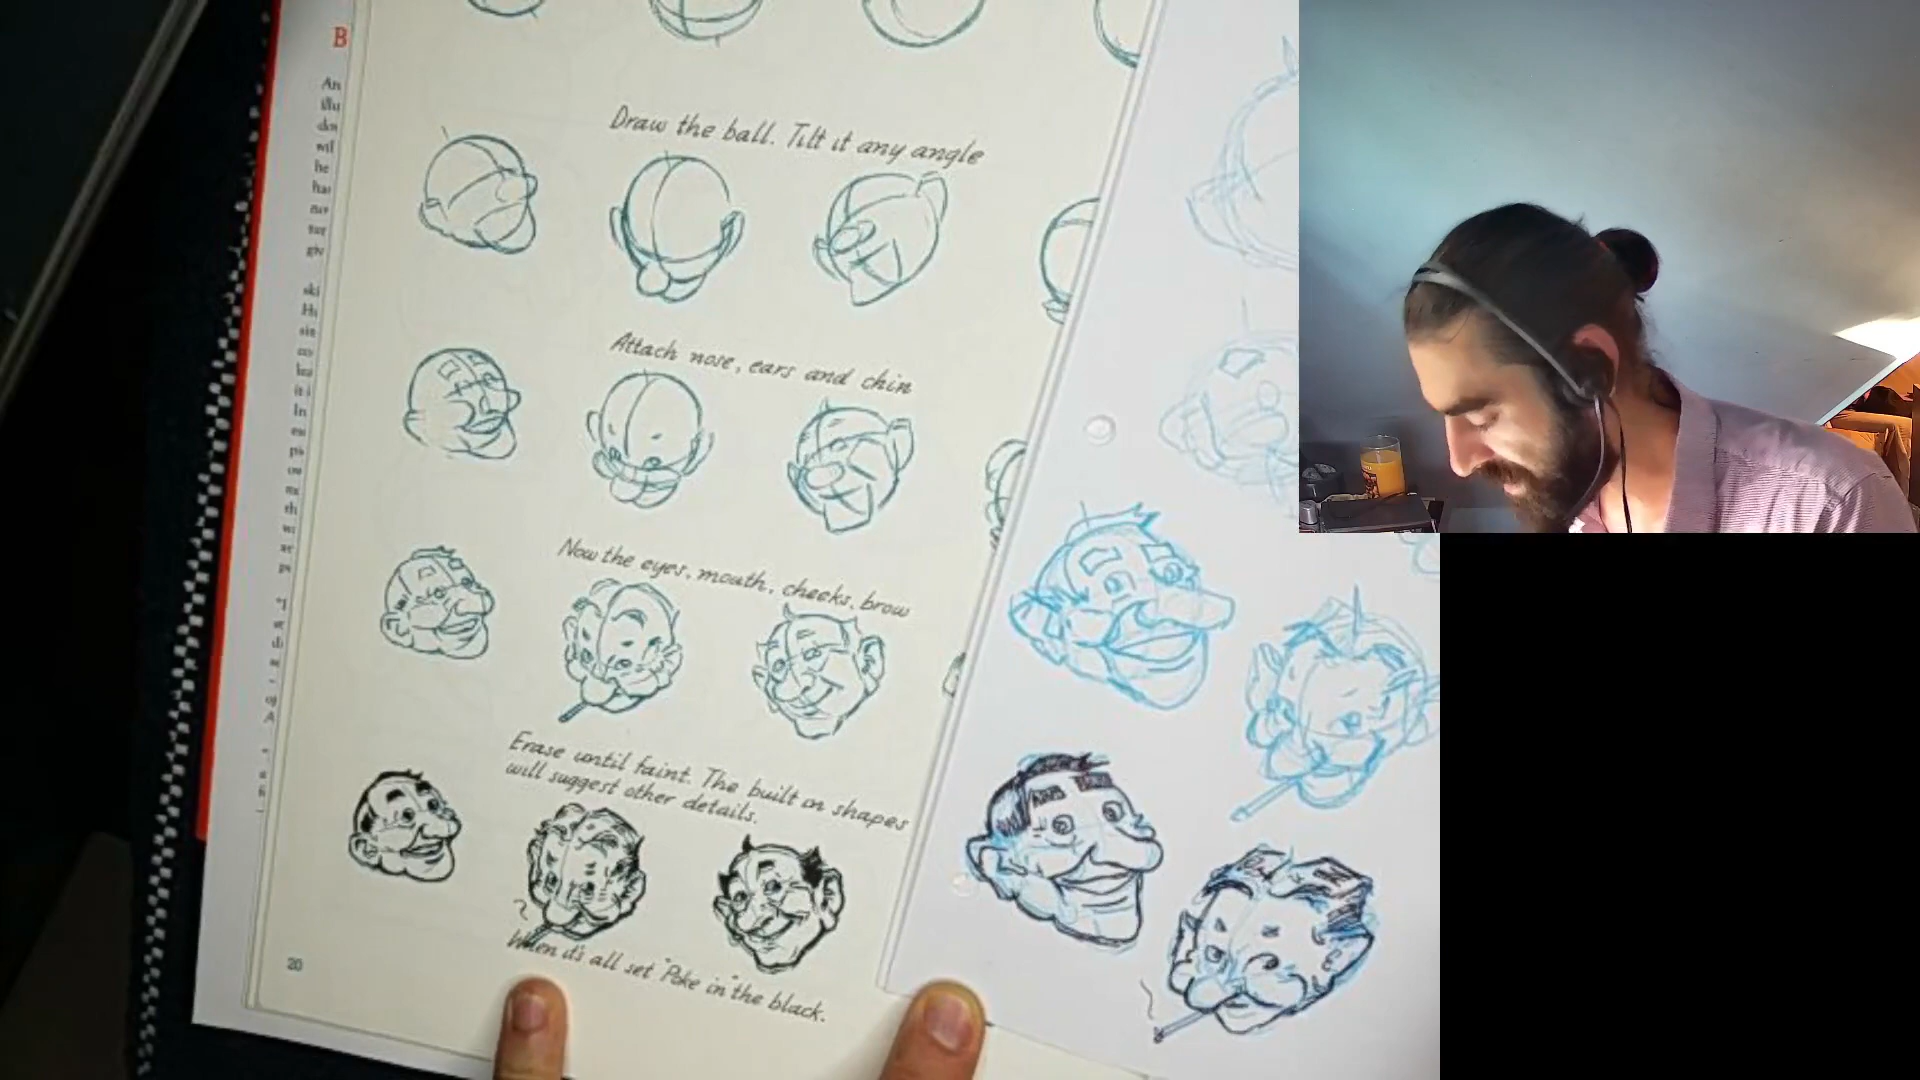 B
Draw the ball. Tilt it any angle
Attach nose, ears and chin
Now the eyes, mouth, cheeks, brow
Erase until faint. The built on shapes
will suggest other details.
When it's all set "Poke in" the black.
20